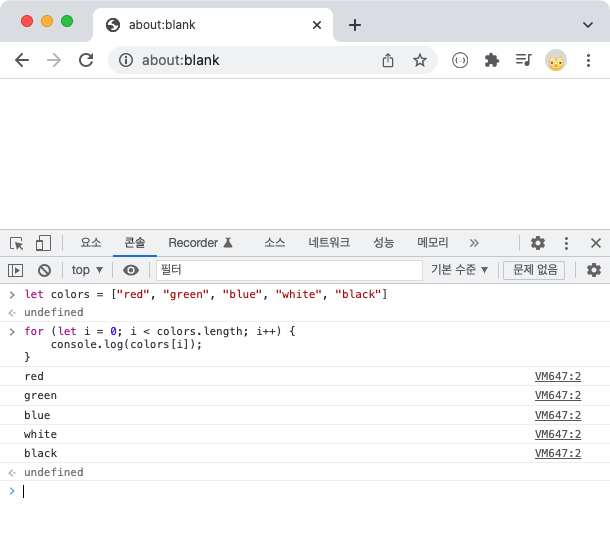 about:blank
about:blank
요소 콘솔 Recorder 소스 네트워크 성능 메모리 »
top ▼ 필터 기본 수준 ▼ 문제 없음
> let colors = ["red", "green", "blue", "white", "black"]
undefined
> for (let i = 0; i < colors.length; i++) {
console.log(colors[i]);
}
red VM647:2
green VM647:2
blue VM647:2
white VM647:2
black VM647:2
undefined
>